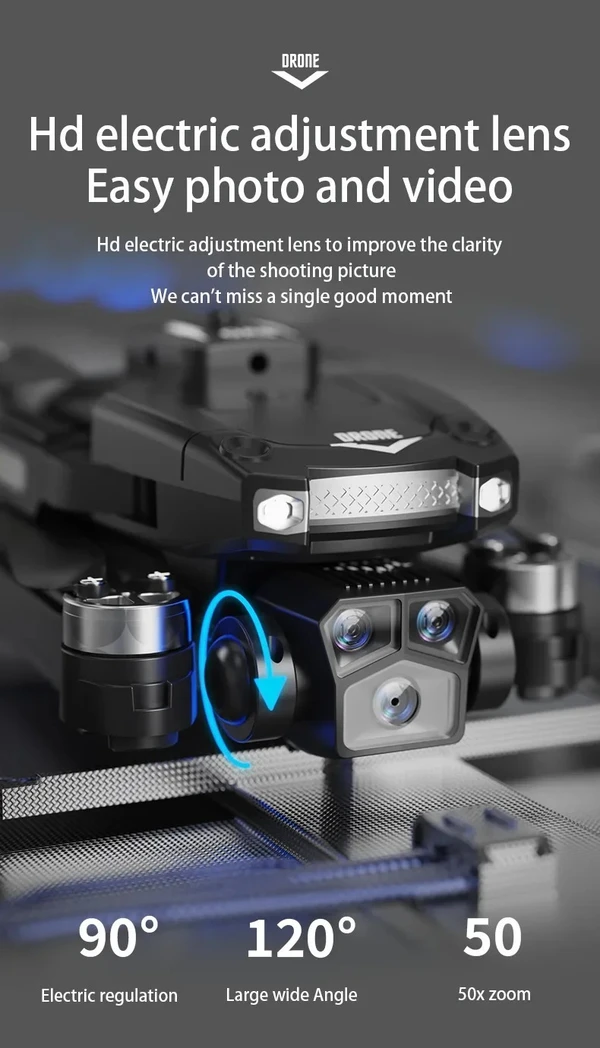 DRONE
Hd electric adjustment lens
Easy photo and video
Hd electric adjustment lens to improve the clarity
of the shooting picture
We can't miss a single good moment
DRONE
90° 120° 50
Electric regulation Large wide Angle 50x zoom